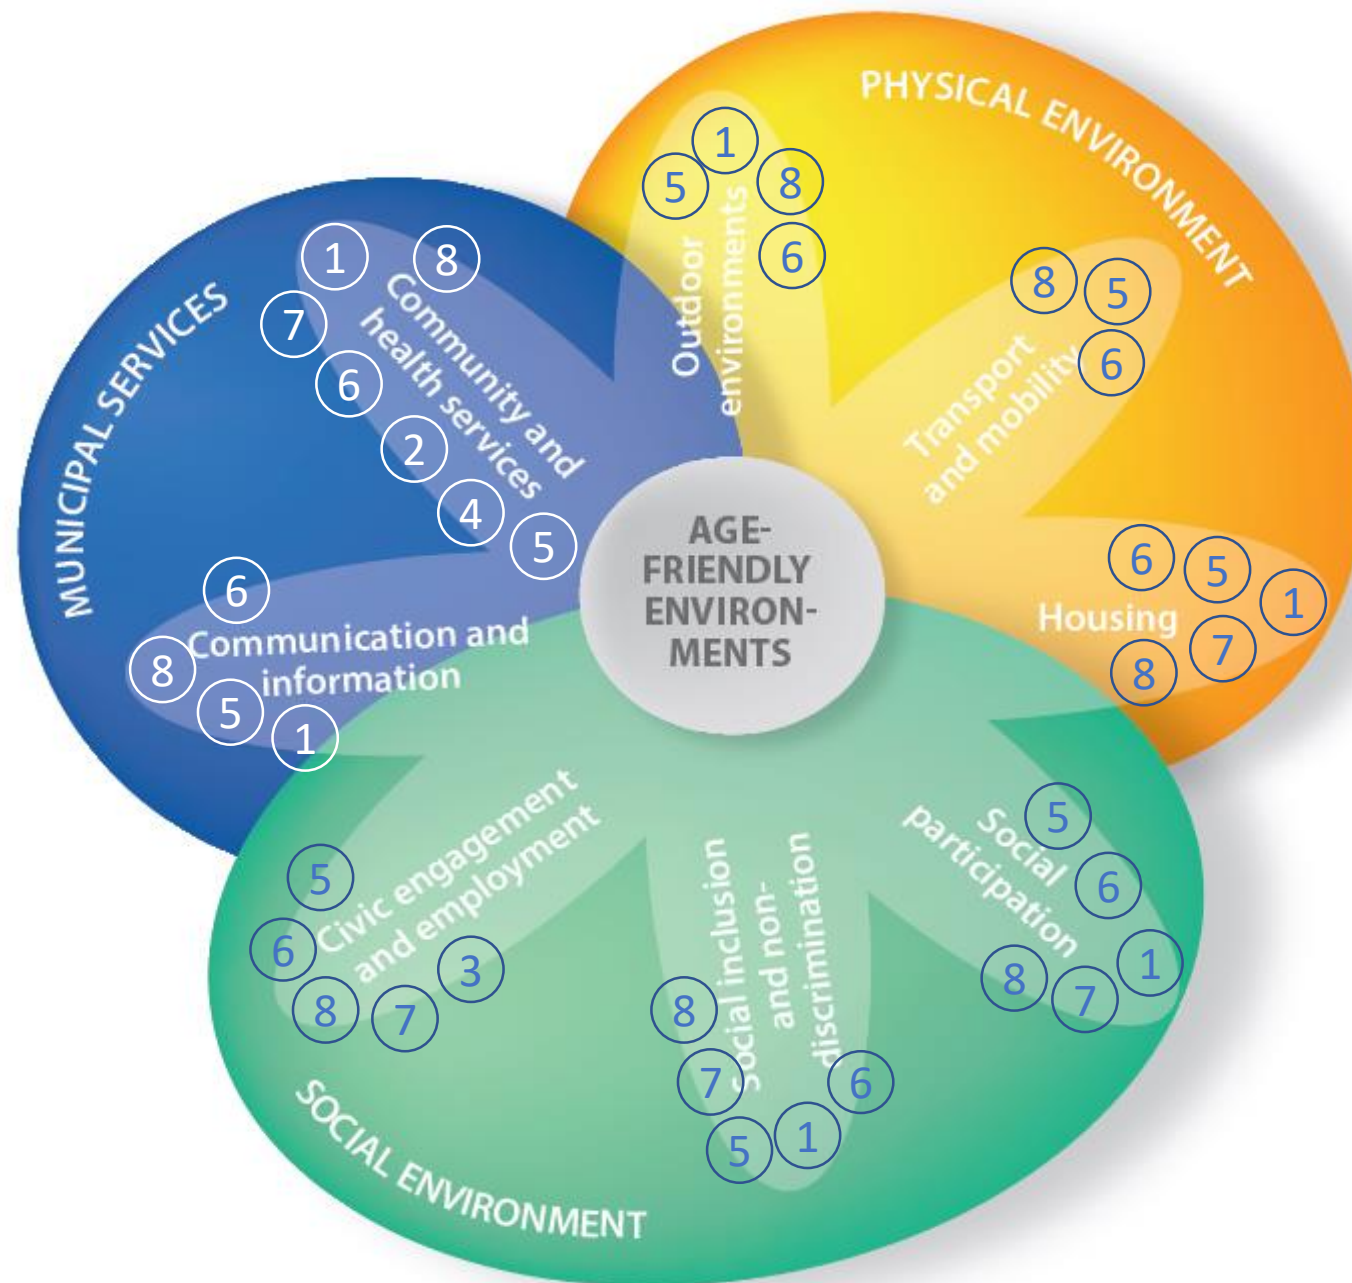 PHYSICAL ENVIRONMENT
1
5
8
6
Outdoor
environments
8
5
6
Transport
and mobility
6
5
1
7
8
Housing
MUNICIPAL SERVICES
1
8
7
6
2
4
5
Community and
health services
6
8
5
1
Communication and
information
AGE-
FRIENDLY
ENVIRON-
MENTS
SOCIAL ENVIRONMENT
5
6
8
7
3
Civic engagement
and employment
8
7
5
1
6
Social inclusion
and non-
discrimination
5
6
1
7
8
Social
participation